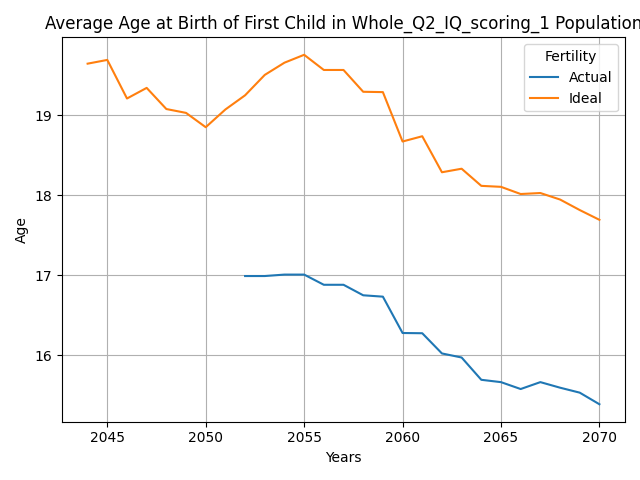 Average Age at Birth of First Child in Whole_Q2_IQ_scoring_1 Population
Fertility
Actual
Ideal
Age
19
18
17
16
2045
2050
2055
2060
2065
2070
Years